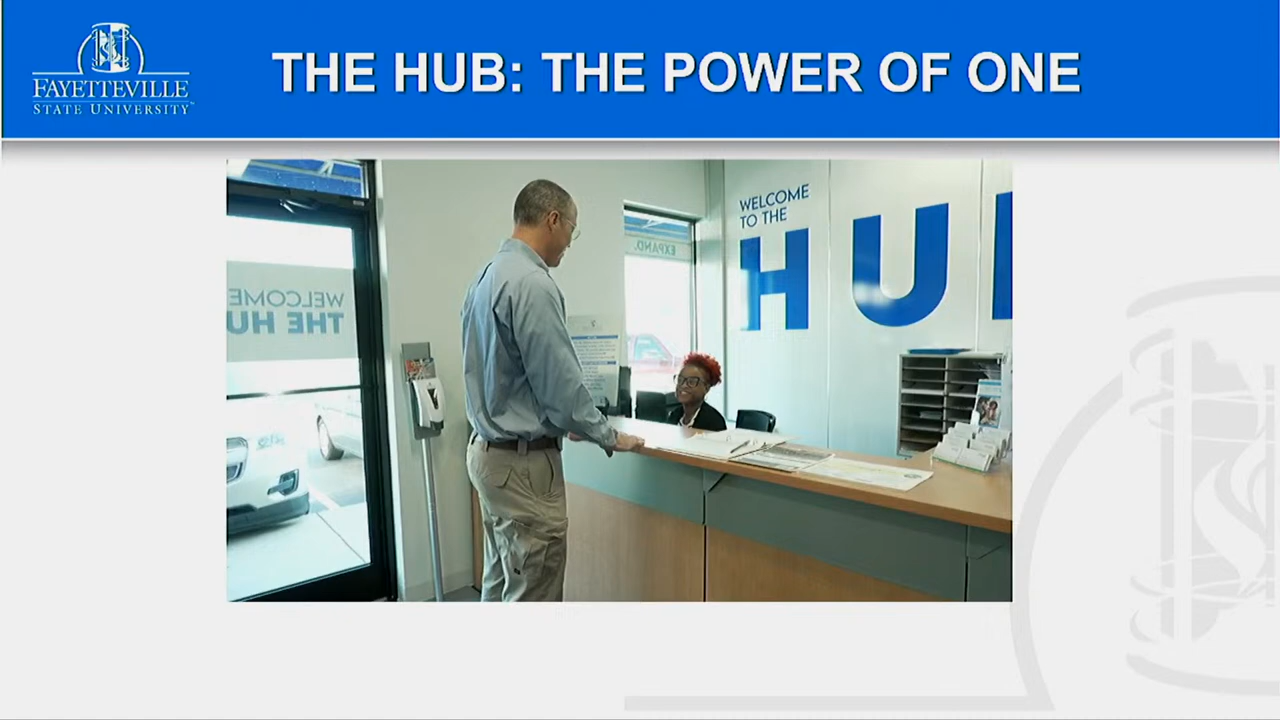 THE HUB: THE POWER OF ONE
FAYETTEVILLE
STATE UNIVERSITY
WELCOME
TO THE
HU
EXPAND.
WELCOME
THE HU